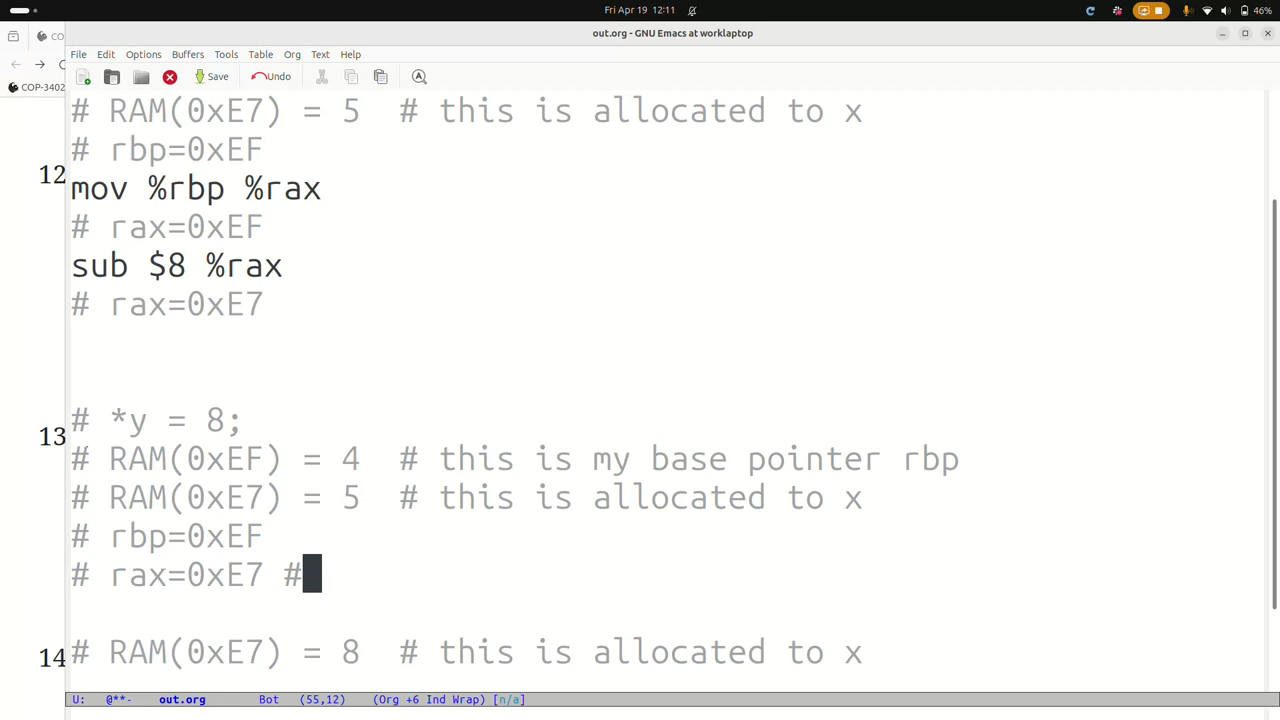 Fri Apr 19 12:11
46%
out.org - GNU Emacs at worklaptop
CO
File Edit Options Buffers Tools Table Org Text Help
Save Undo
COP-3402
# RAM(0xE7) = 5 # this is allocated to x
# rbp=0xEF
12
mov %rbp %rax
# rax=0xEF
sub $8 %rax
# rax=0xE7
# *y = 8;
13
# RAM(0xEF) = 4 # this is my base pointer rbp
# RAM(0xE7) = 5 # this is allocated to x
# rbp=0xEF
# rax=0xE7 #
14
# RAM(0xE7) = 8 # this is allocated to x
U: @**- out.org Bot (55,12) (Org +6 Ind Wrap) [n/a]